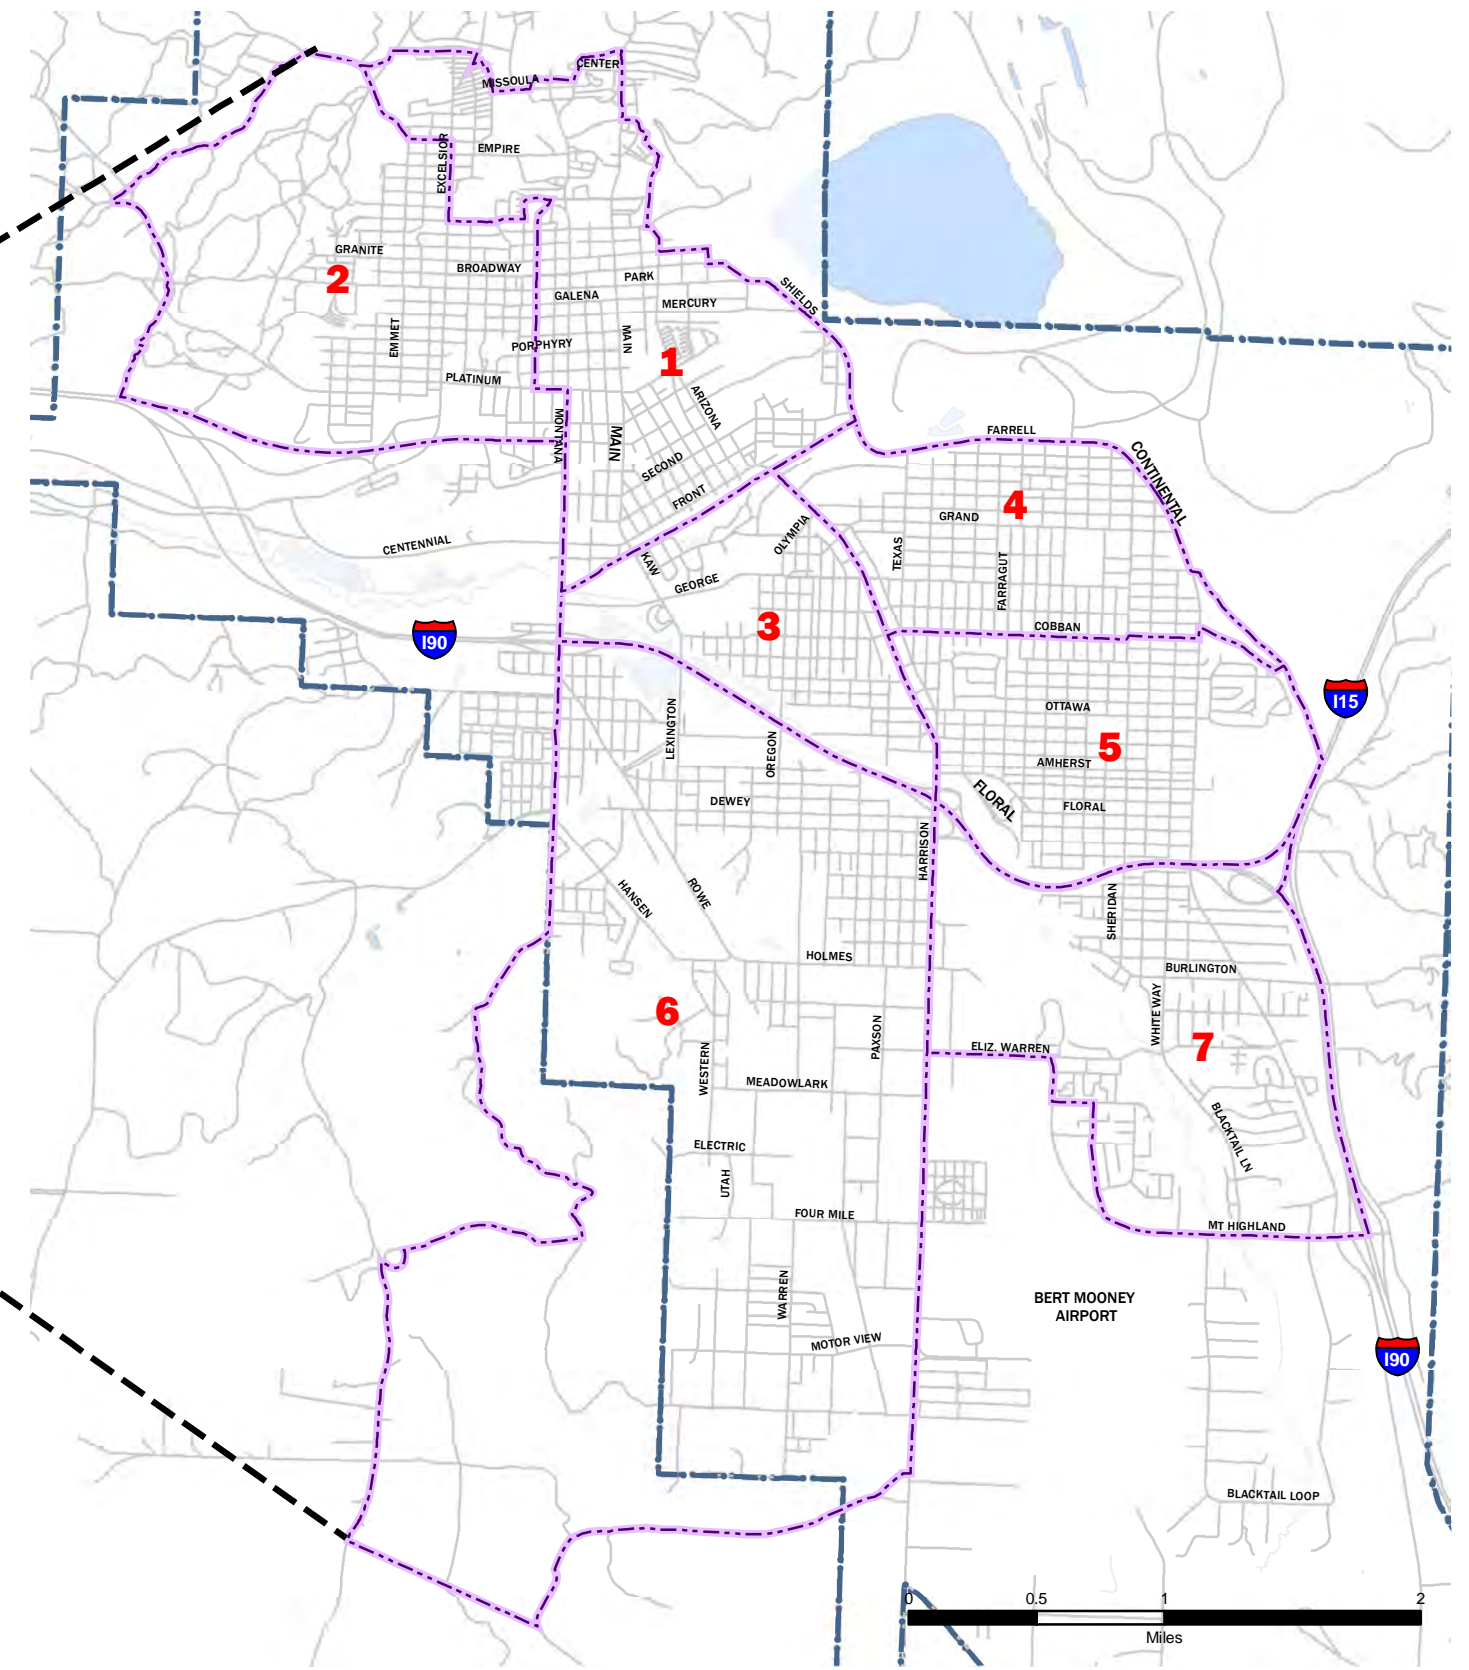 CENTER
MISSOULA
EXCELSIOR
EMPIRE
GRANITE
2
BROADWAY
PARK
GALENA
MERCURY
SHIELDS
EMMET
PORPHYRY
MAIN
1
PLATINUM
ARIZONA
MONTANA
MAIN
SECOND
FRONT
FARRELL
CONTINENTAL
4
GRAND
CENTENNIAL
OLYMPIA
TEXAS
KAW
GEORGE
FARRAGUT
3
COBBAN
I90
I15
LEXINGTON
OREGON
OTTAWA
5
AMHERST
DEWEY
FLORAL
FLORAL
HARRISON
HANSEN
ROWE
SHERIDAN
HOLMES
BURLINGTON
6
WHITE WAY
PAXSON
ELIZ. WARREN
7
WESTERN
MEADOWLARK
BLACKTAIL LN
ELECTRIC
UTAH
FOUR MILE
MT HIGHLAND
WARREN
BERT MOONEY
AIRPORT
MOTOR VIEW
I90
BLACKTAIL LOOP
0 0.5 1 2
Miles